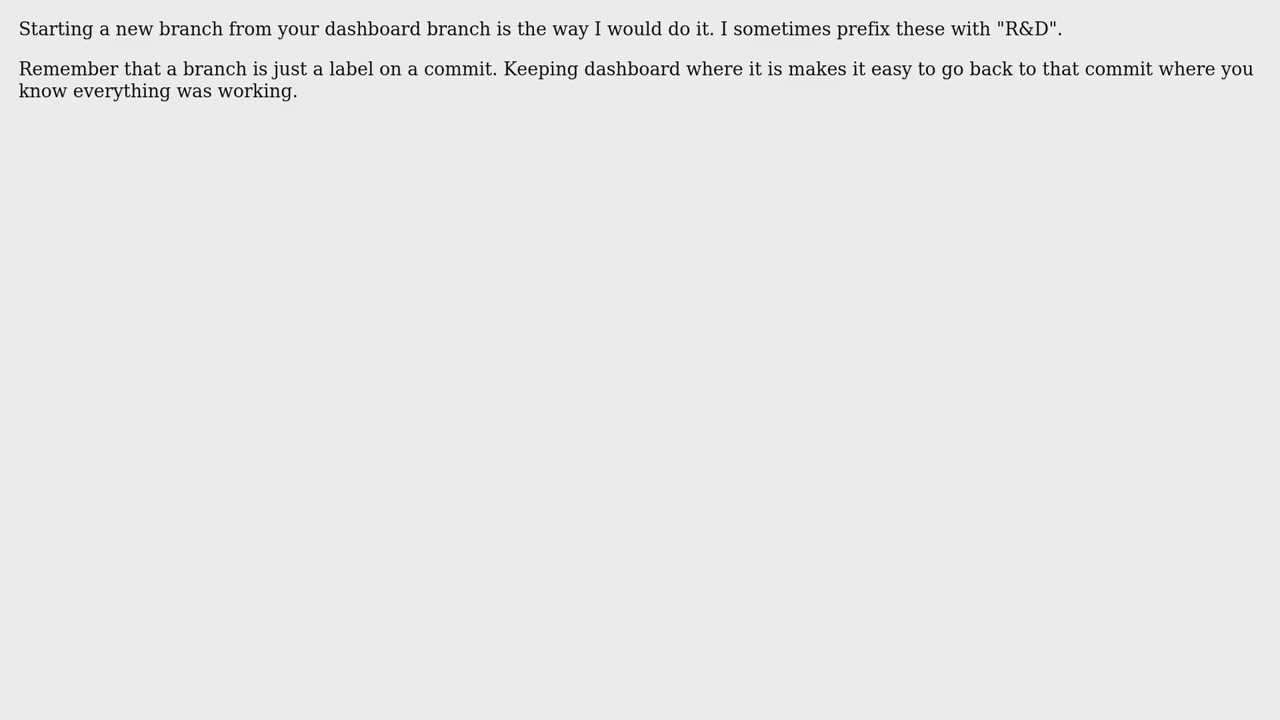 Starting a new branch from your dashboard branch is the way I would do it. I sometimes prefix these with "R&D".
Remember that a branch is just a label on a commit. Keeping dashboard where it is makes it easy to go back to that commit where you
know everything was working.